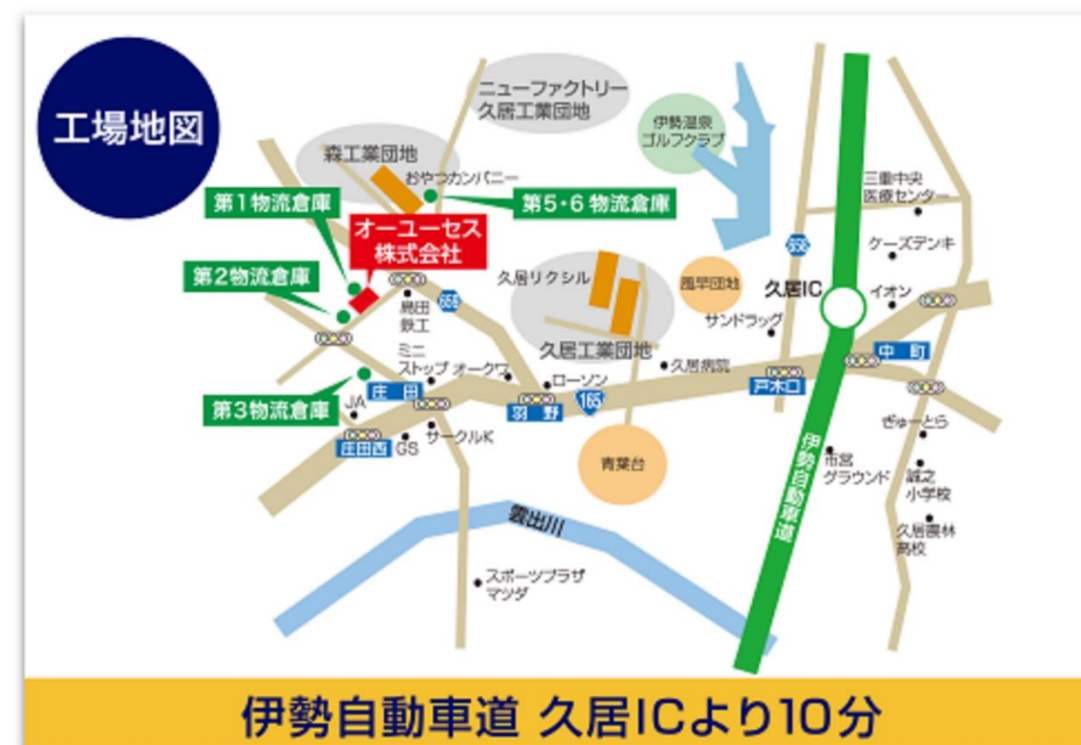 工場地図
ニューファクトリー
久居工業団地
伊勢温泉
ゴルフクラブ
森工業団地
おやつカンパニー
三重中央
医療センター
第1物流倉庫
第5・6 物流倉庫
オーユーセス
株式会社
656
ケーズデンキ
第2物流倉庫
久居リクシル
風早団地
久居IC
イオン
659
島田
鉄工
サンドラッグ
ミニ
ストップ
オークワ
久居工業団地
久居病院
中町
庄田
ローソン
戸木口
第3物流倉庫
JA
羽野
165
サークルK
庄田西
GS
ぎゅーとら
青葉台
伊勢自動車道
市営
グラウンド
誠之
小学校
雲出川
久居農林
高校
スポーツプラザ
マツダ
伊勢自動車道 久居ICより10分